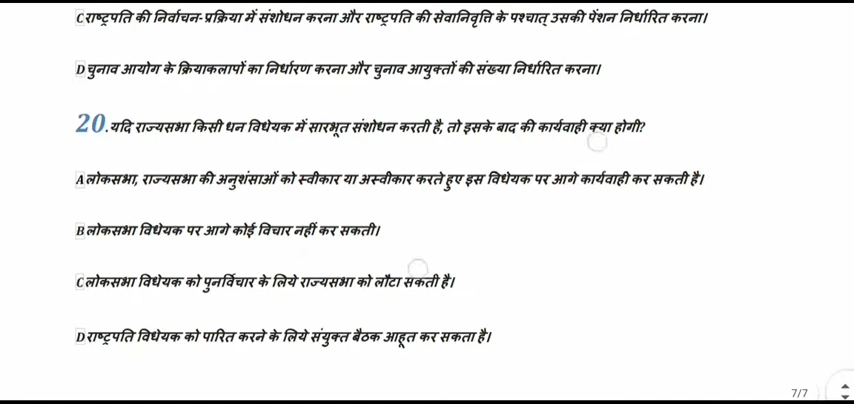 C राष्ट्रपति की निर्वाचन-प्रक्रिया में संशोधन करना और राष्ट्रपति की सेवानिवृत्ति के पश्चात् उसकी पेंशन निर्धारित करना।
D चुनाव आयोग के क्रियाकलापों का निर्धारण करना और चुनाव आयुक्तों की संख्या निर्धारित करना।
20. यदि राज्यसभा किसी धन विधेयक में सारभूत संशोधन करती है, तो इसके बाद की कार्यवाही क्या होगी?
A लोकसभा, राज्यसभा की अनुशंसाओं को स्वीकार या अस्वीकार करते हुए इस विधेयक पर आगे कार्यवाही कर सकती है।
B लोकसभा विधेयक पर आगे कोई विचार नहीं कर सकती।
C लोकसभा विधेयक को पुनर्विचार के लिये राज्यसभा को लौटा सकती है।
D राष्ट्रपति विधेयक को पारित करने के लिये संयुक्त बैठक आहूत कर सकता है।
7/7